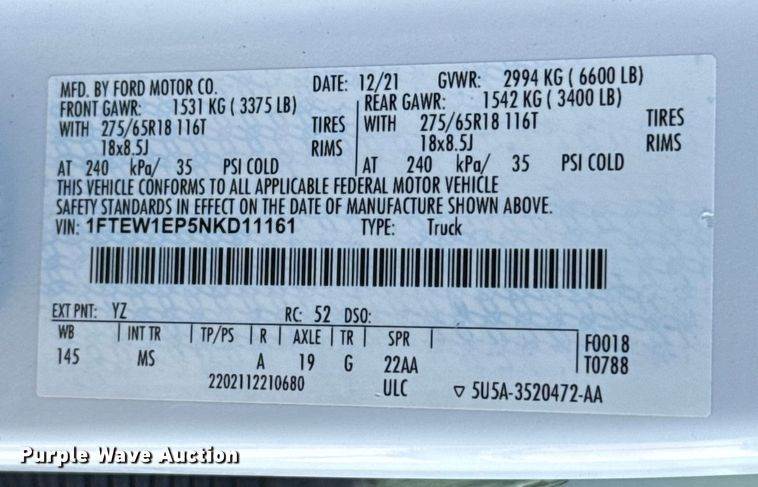 MFD. BY FORD MOTOR CO. DATE: 12/21 GVWR: 2994 KG ( 6600 LB)
FRONT GAWR: 1531 KG ( 3375 LB) REAR GAWR: 1542 KG ( 3400 LB)
WITH 275/65R18 116T TIRES WITH 275/65R18 116T TIRES
18x8.5J RIMS 18x8.5J RIMS
AT 240 kPa/ 35 PSI COLD AT 240 kPa/ 35 PSI COLD
THIS VEHICLE CONFORMS TO ALL APPLICABLE FEDERAL MOTOR VEHICLE
SAFETY STANDARDS IN EFFECT ON THE DATE OF MANUFACTURE SHOWN ABOVE.
VIN: 1FTEW1EP5NKD11161 TYPE: Truck
EXT PNT: YZ RC: 52 DSO:
WB | INT TR | TP/PS | R | AXLE | TR | SPR | F0018
145 MS A 19 G 22AA T0788
2202112210680 ULC ▽ 5U5A-3520472-AA
Purple Wave Auction